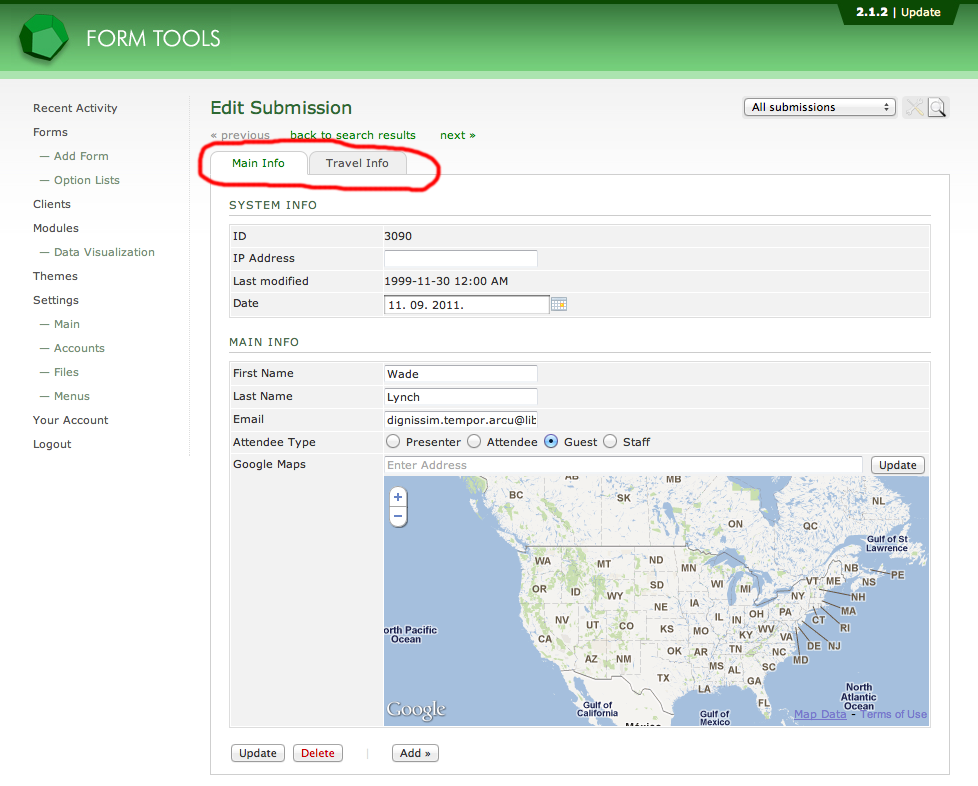 2.1.2 | Update
FORM TOOLS
Recent Activity
Forms
— Add Form
— Option Lists
Clients
Modules
— Data Visualization
Themes
Settings
— Main
— Accounts
— Files
— Menus
Your Account
Logout
Edit Submission
All submissions
« previous back to search results next »
Main Info Travel Info
SYSTEM INFO
ID 3090
IP Address
Last modified 1999-11-30 12:00 AM
Date 11. 09. 2011.
MAIN INFO
First Name Wade
Last Name Lynch
Email dignissim.tempor.arcu@lib
Attendee Type Presenter Attendee Guest Staff
Google Maps Enter Address Update
AB MB
BC SK NL
ON QC
Gulf of St
Lawrence
WA MT ND MN NB PE
OR ID WY SD WI MI VT ME NS
NE IA NY NH
NV UT CO IL IN OH PA MA
CA KS MO KY WV CT RI
VA DE NJ
AZ NM OK AR TN NC MD
MS AL SC
TX LA GA
FL
orth Pacific
Ocean
North
Atlantic
Ocean
Gulf of
California
Gulf of
Mexico
México
Google
Map Data - Terms of Use
Update Delete | Add »